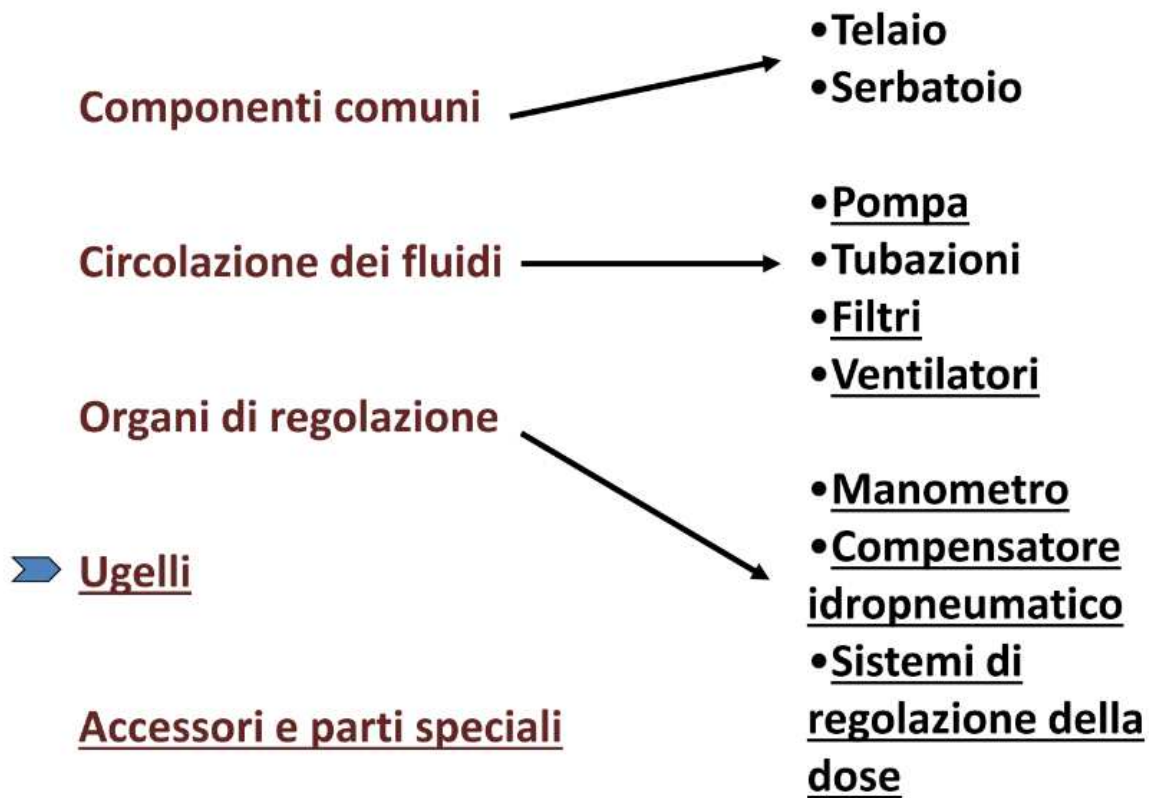 Componenti comuni
•Telaio
•Serbatoio
Circolazione dei fluidi
•Pompa
•Tubazioni
•Filtri
•Ventilatori
Organi di regolazione
•Manometro
•Compensatore
idropneumatico
•Sistemi di
regolazione della
dose
Ugelli
Accessori e parti speciali